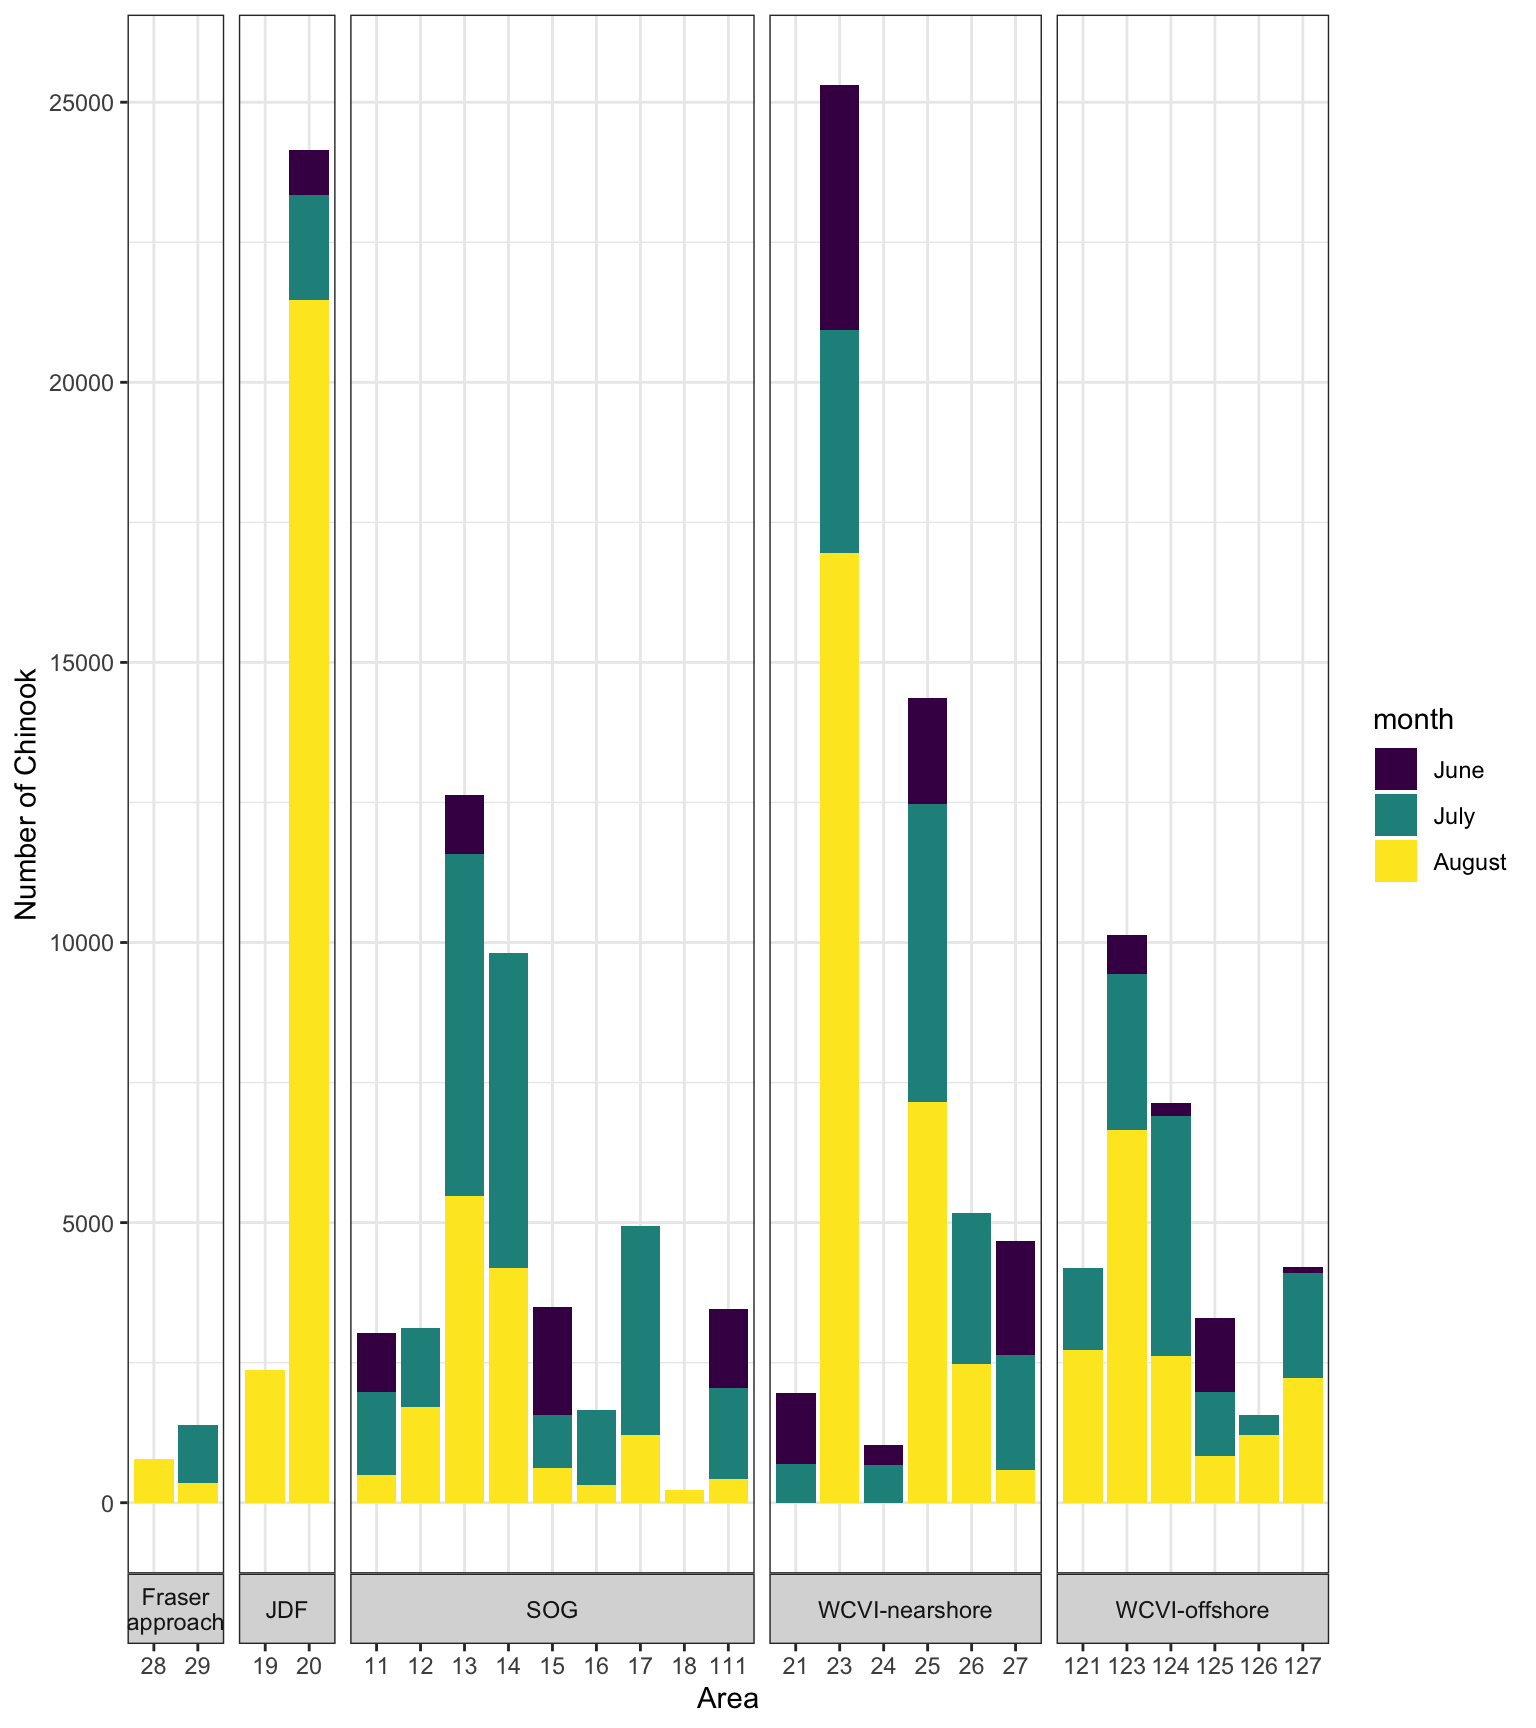 25000
20000
15000
10000
5000
0
Number of Chinook
Fraser
approach
JDF
SOG
WCVI-nearshore
WCVI-offshore
28 29 19 20 11 12 13 14 15 16 17 18 111 21 23 24 25 26 27 121 123 124 125 126 127
Area
month
June
July
August